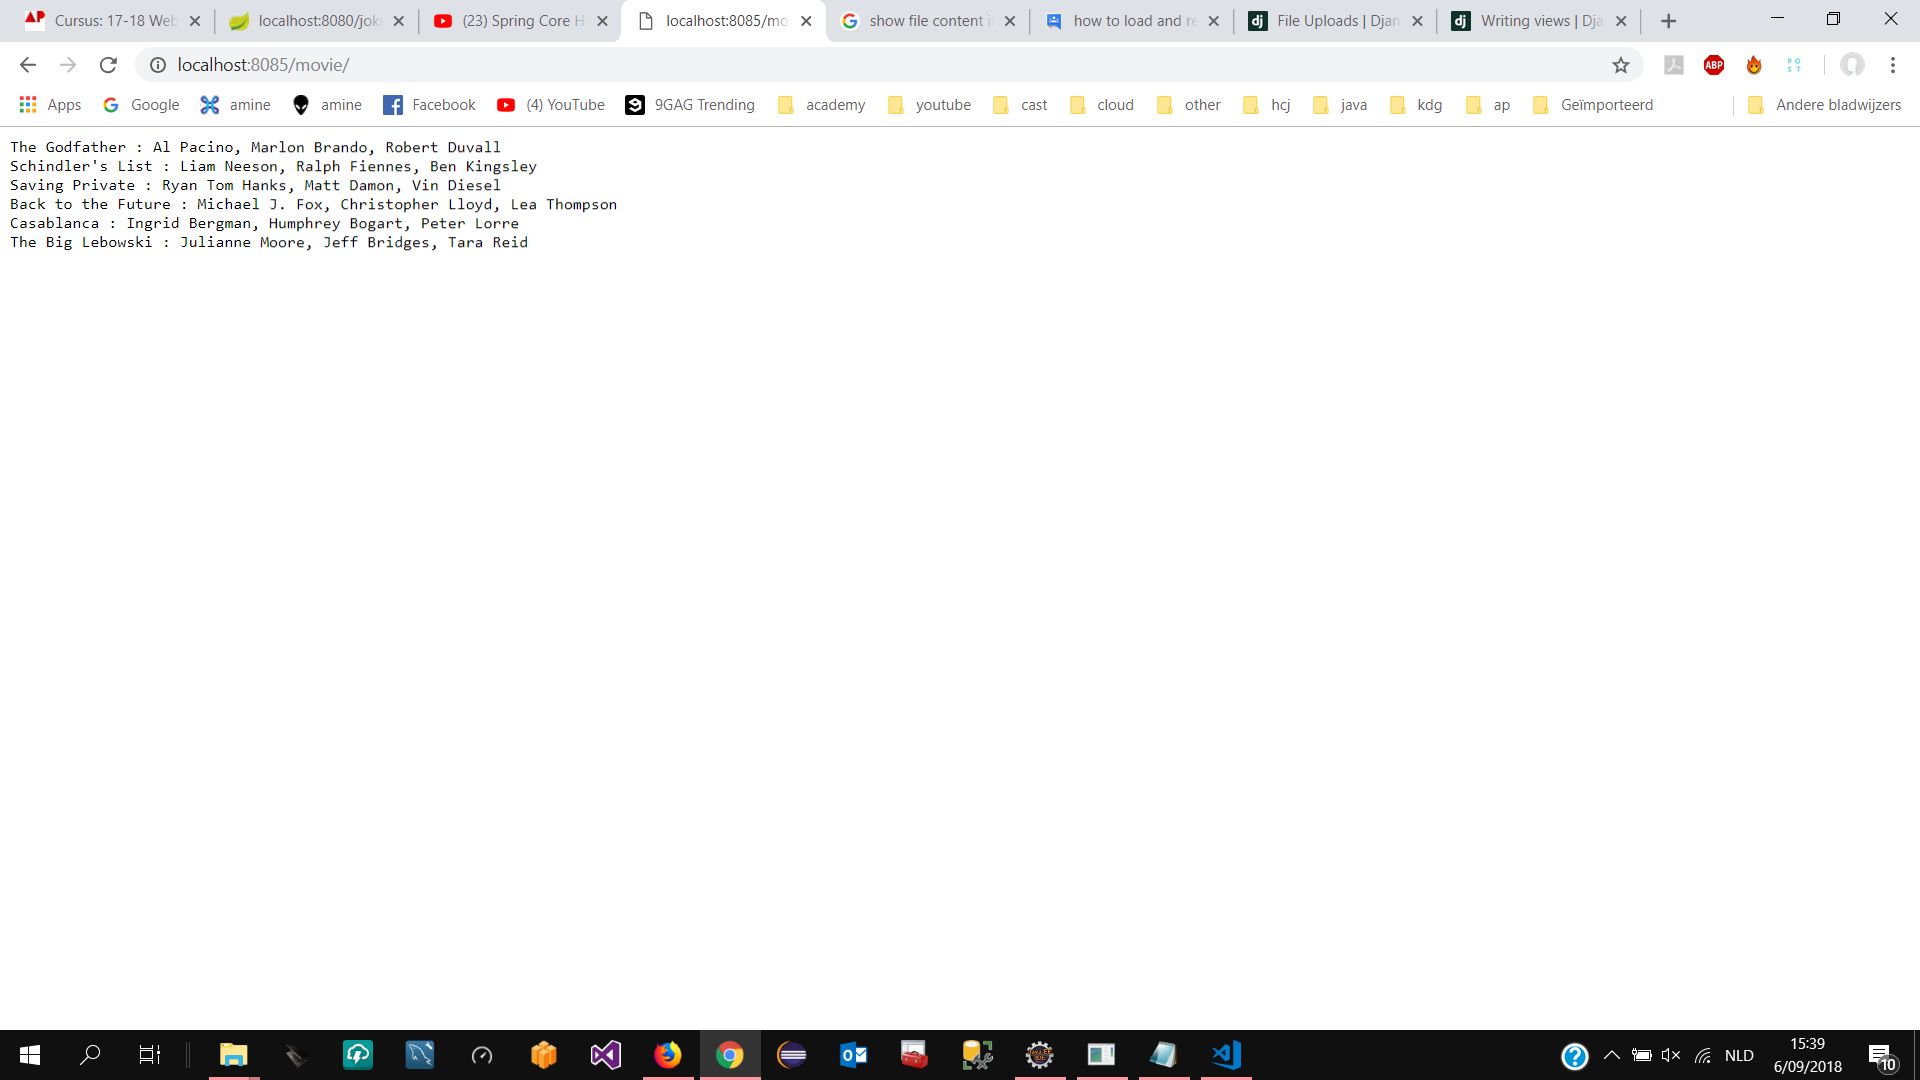 Cursus: 17-18 Web
localhost:8080/jok
(23) Spring Core H
localhost:8085/mo
show file content i
how to load and re
File Uploads | Djan
Writing views | Dja
localhost:8085/movie/
ABP
POST
Apps
Google
amine
amine
Facebook
(4) YouTube
9GAG Trending
academy
youtube
cast
cloud
other
hcj
java
kdg
ap
Geïmporteerd
Andere bladwijzers
The Godfather : Al Pacino, Marlon Brando, Robert Duvall
Schindler's List : Liam Neeson, Ralph Fiennes, Ben Kingsley
Saving Private : Ryan Tom Hanks, Matt Damon, Vin Diesel
Back to the Future : Michael J. Fox, Christopher Lloyd, Lea Thompson
Casablanca : Ingrid Bergman, Humphrey Bogart, Peter Lorre
The Big Lebowski : Julianne Moore, Jeff Bridges, Tara Reid
NLD
15:39
6/09/2018
10